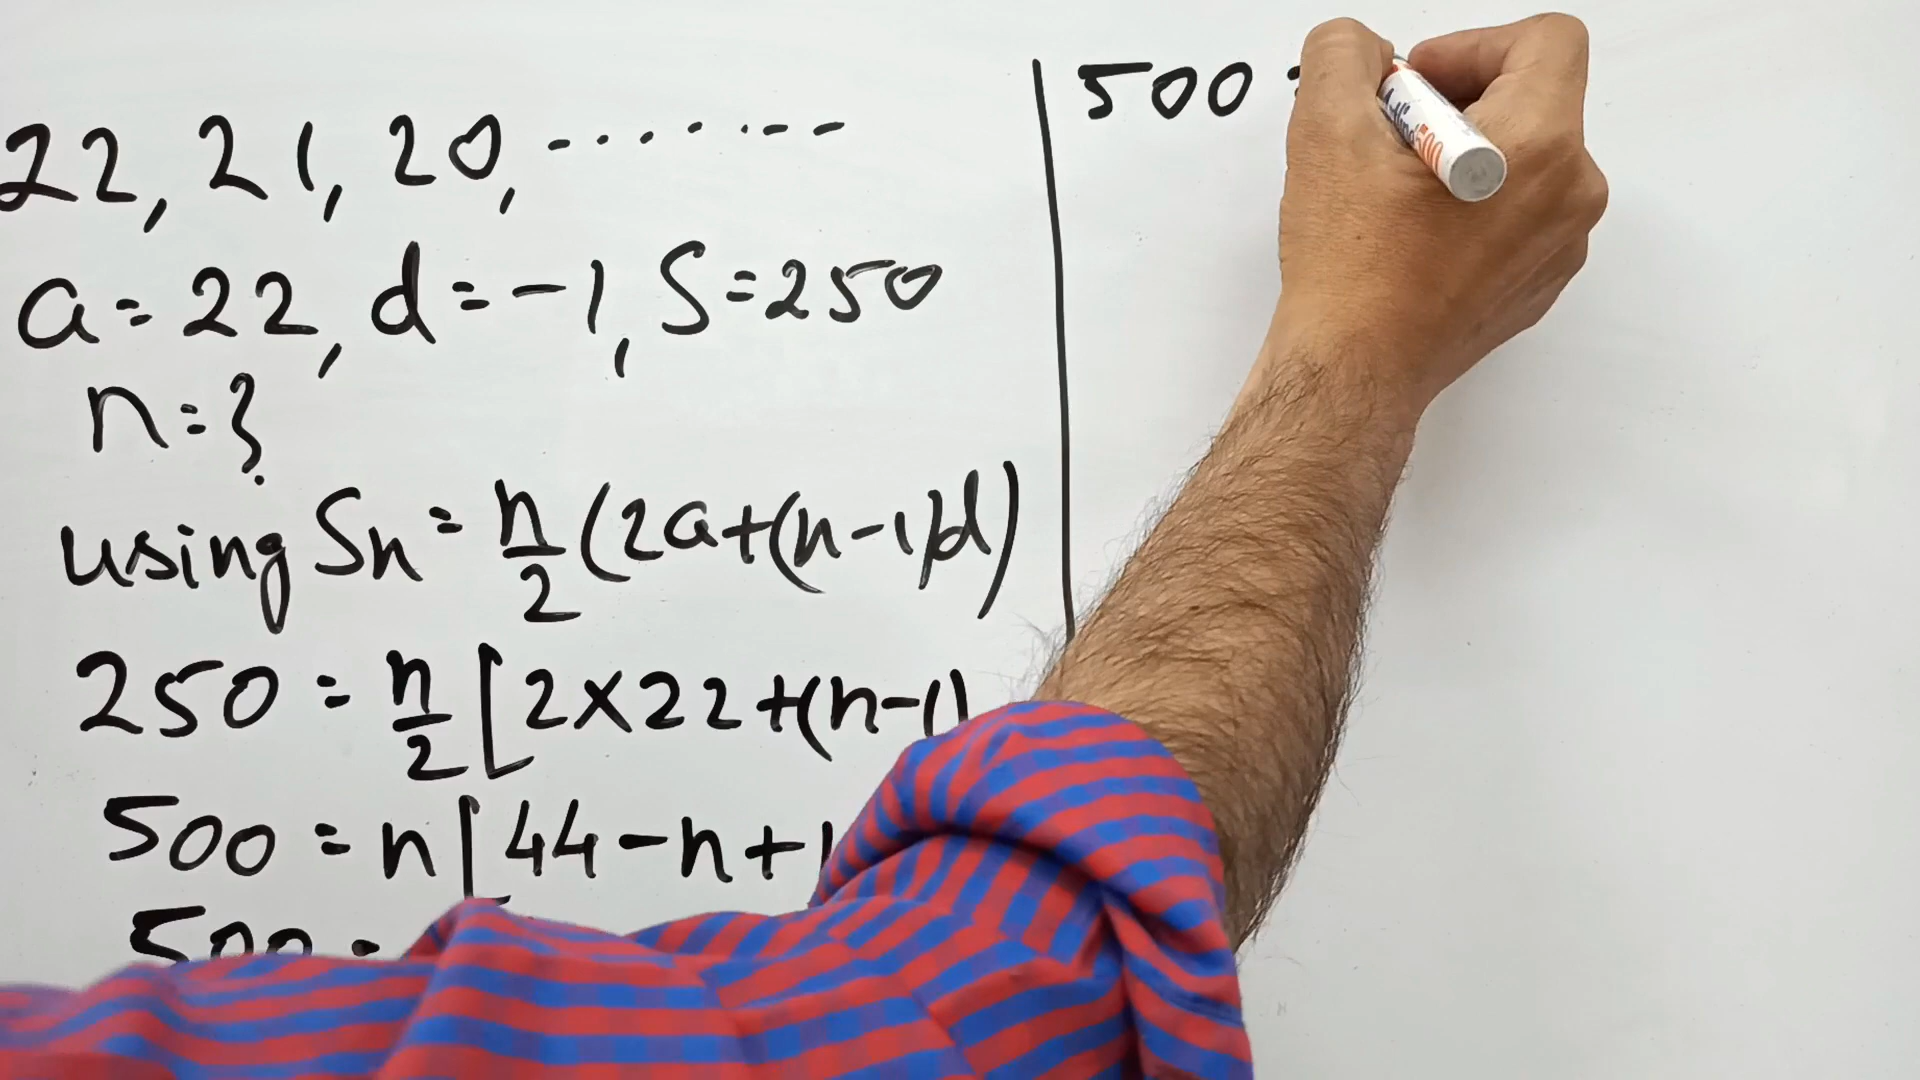 22, 21, 20, ........--
a = 22, d = -1, S = 250
n = ?
using Sn = n/2 (2a+(n-1)d)
250 = n/2 [2×22+(n-1)
500 = n[44-n+1
500 =
500 =